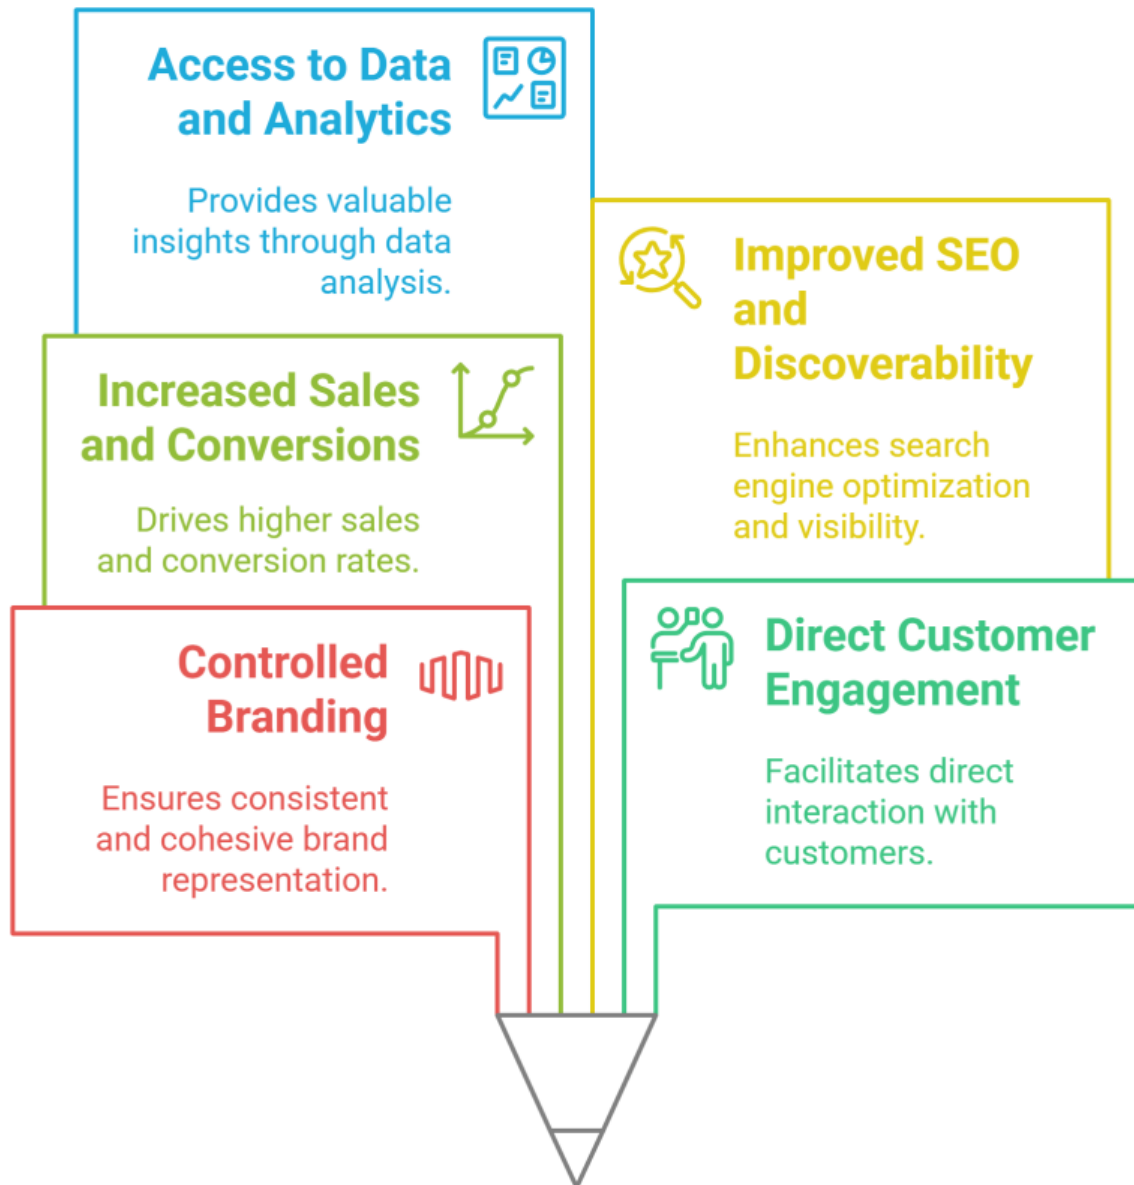 Access to Data
and Analytics
Provides valuable
insights through data
analysis.
Improved SEO
and
Discoverability
Enhances search
engine optimization
and visibility.
Increased Sales
and Conversions
Drives higher sales
and conversion rates.
Controlled
Branding
Ensures consistent
and cohesive brand
representation.
Direct Customer
Engagement
Facilitates direct
interaction with
customers.